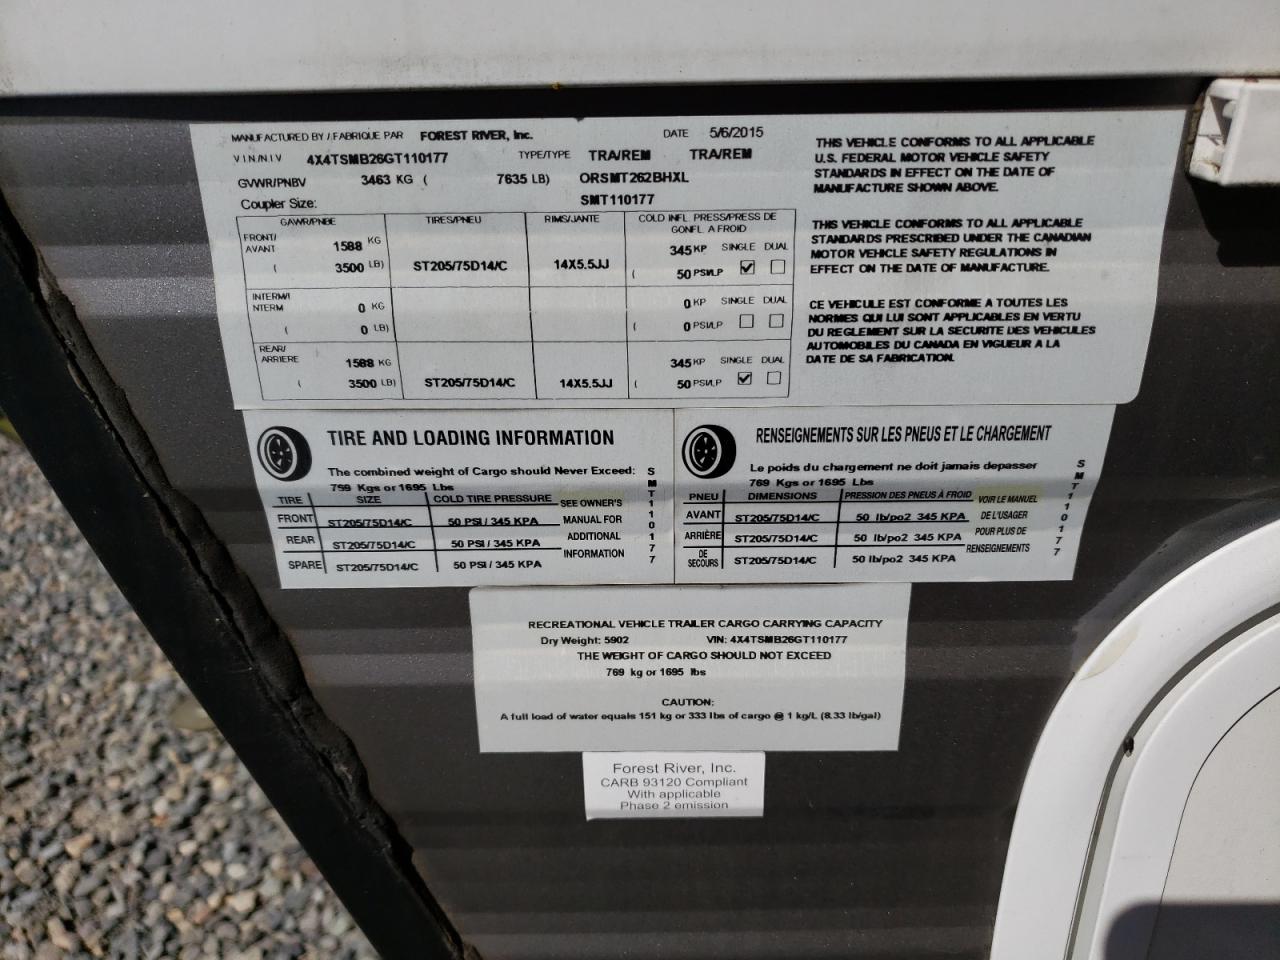 MANUFACTURED BY / FABRIQUE PAR FOREST RIVER, Inc. DATE 5/6/2015
VIN/NIV 4X4TSMB26GT110177 TYPE/TYPE TRA/REM TRA/REM
GVWR/PNBV 3463 KG ( 7635 LB) ORSMT262BHXL
Coupler Size: SMT110177
GAWR/PNBE TIRES/PNEU RIMS/JANTE COLD INFL. PRESS/PRESS DE
GONFL. A FROID
FRONT/
AVANT 1588 KG 345 KP SINGLE DUAL
( 3500 LB) ST205/75D14/C 14X5.5JJ ( 50 PSI/LP
INTERM/
NTERM 0 KG 0 KP SINGLE DUAL
( 0 LB) ( 0 PSI/LP
REAR/
ARRIERE 1588 KG 345 KP SINGLE DUAL
( 3500 LB) ST205/75D14/C 14X5.5JJ ( 50 PSI/LP
THIS VEHICLE CONFORMS TO ALL APPLICABLE
U.S. FEDERAL MOTOR VEHICLE SAFETY
STANDARDS IN EFFECT ON THE DATE OF
MANUFACTURE SHOWN ABOVE.
THIS VEHICLE CONFORMS TO ALL APPLICABLE
STANDARDS PRESCRIBED UNDER THE CANADIAN
MOTOR VEHICLE SAFETY REGULATIONS IN
EFFECT ON THE DATE OF MANUFACTURE.
CE VEHICULE EST CONFORME A TOUTES LES
NORMES QUI LUI SONT APPLICABLES EN VERTU
DU REGLEMENT SUR LA SECURITE DES VEHICULES
AUTOMOBILES DU CANADA EN VIGUEUR A LA
DATE DE SA FABRICATION.
TIRE AND LOADING INFORMATION
The combined weight of Cargo should Never Exceed:
769 Kgs or 1695 Lbs
TIRE SIZE COLD TIRE PRESSURE SEE OWNER'S
FRONT ST205/75D14/C 50 PSI / 345 KPA MANUAL FOR
REAR ST205/75D14/C 50 PSI / 345 KPA ADDITIONAL
SPARE ST205/75D14/C 50 PSI / 345 KPA INFORMATION
SMT110177
RENSEIGNEMENTS SUR LES PNEUS ET LE CHARGEMENT
Le poids du chargement ne doit jamais depasser
769 Kgs or 1695 Lbs
PNEU DIMENSIONS PRESSION DES PNEUS À FROID VOIR LE MANUEL
AVANT ST205/75D14/C 50 lb/po2 345 KPA DE L'USAGER
ARRIÈRE ST205/75D14/C 50 lb/po2 345 KPA POUR PLUS DE
DE
SECOURS ST205/75D14/C 50 lb/po2 345 KPA RENSEIGNEMENTS
SMT110177
RECREATIONAL VEHICLE TRAILER CARGO CARRYING CAPACITY
Dry Weight: 5902 VIN: 4X4TSMB26GT110177
THE WEIGHT OF CARGO SHOULD NOT EXCEED
769 kg or 1695 lbs
CAUTION:
A full load of water equals 151 kg or 333 lbs of cargo @ 1 kg/L (8.33 lb/gal)
Forest River, Inc.
CARB 93120 Compliant
With applicable
Phase 2 emission